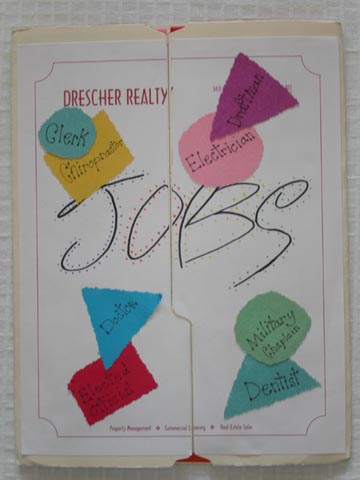 DRESCHER REALTY
Clerk
Chiropractor
Draftman
Electrician
JOBS
Doctor
Elected
Official
Military
Chaplain
Dentist
Property Management ❖ Commercial Leasing ❖ Real Estate Sales